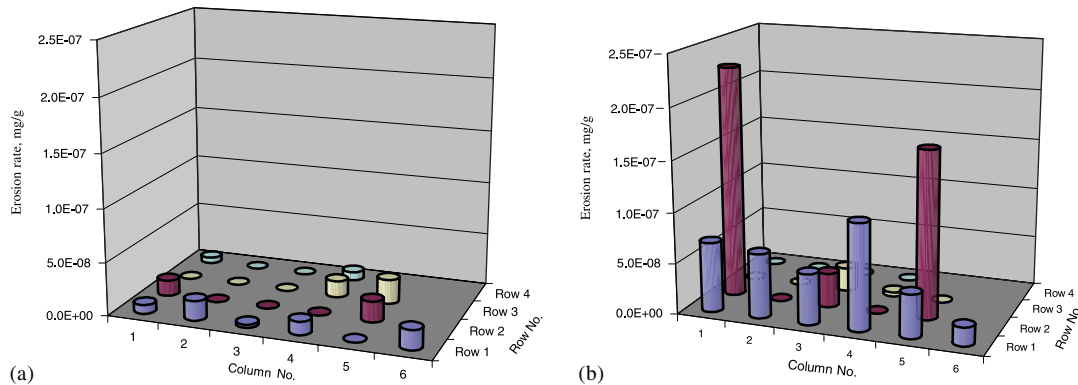 2.5E-07
2.0E-07
1.5E-07
1.0E-07
5.0E-08
0.0E+00
Erosion rate, mg/g
1 2 3 4 5 6
Column No.
Row 1
Row 2
Row 3
Row 4
Row No.
(a)
2.5E-07
2.0E-07
1.5E-07
1.0E-07
5.0E-08
0.0E+00
Erosion rate, mg/g
1 2 3 4 5 6
Column No.
Row 1
Row 2
Row 3
Row 4
Row No.
(b)